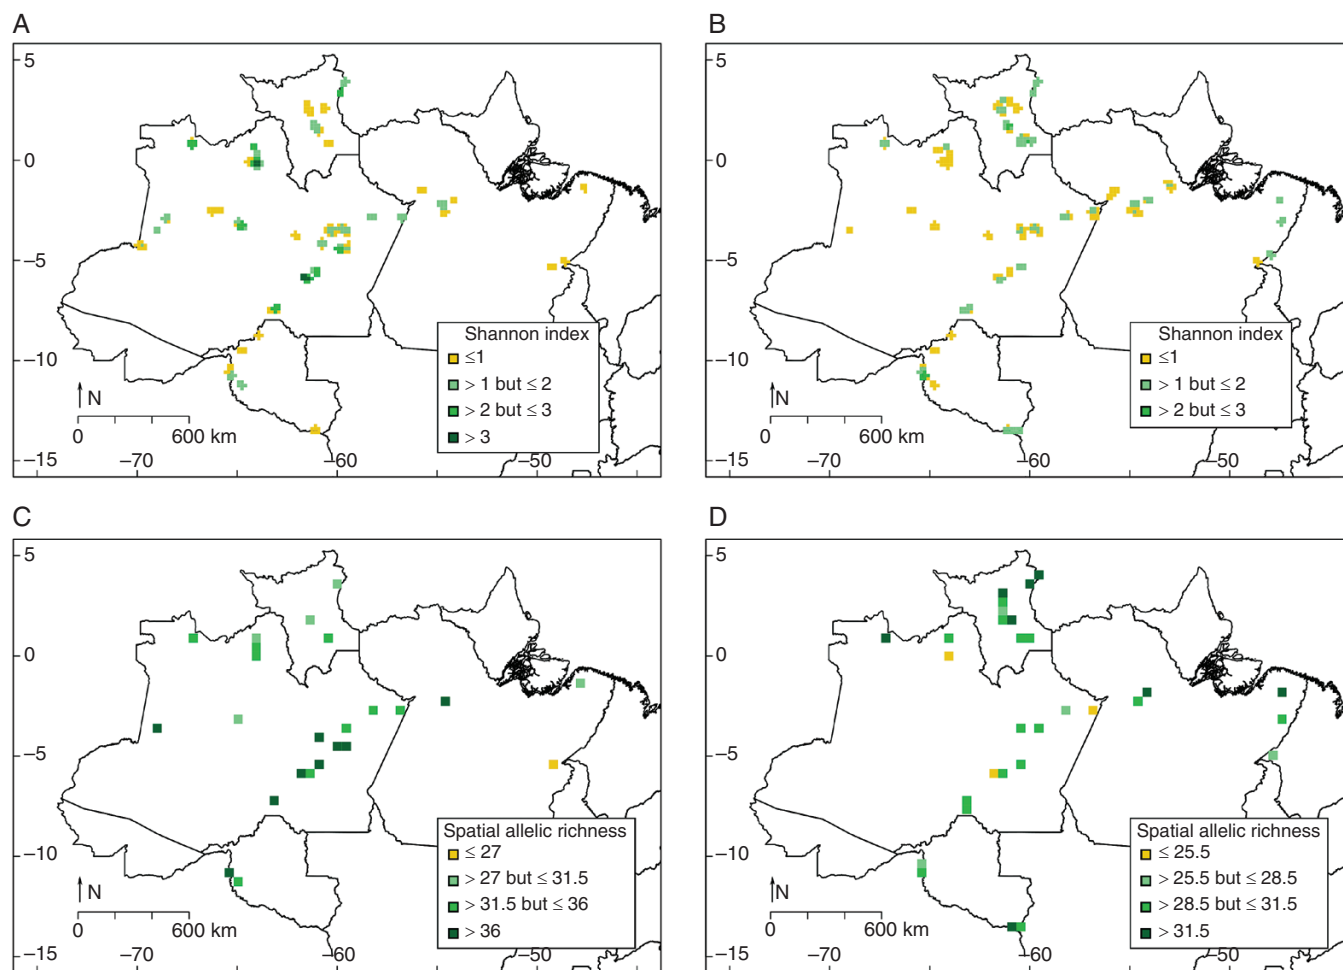 A
5
0
−5
−10
−15
−70
−60
−50
N
0
600 km
Shannon index
≤1
> 1 but ≤ 2
> 2 but ≤ 3
> 3
B
5
0
−5
−10
−15
−70
−60
−50
N
0
600 km
Shannon index
≤1
> 1 but ≤ 2
> 2 but ≤ 3
C
5
0
−5
−10
−15
−70
−60
−50
N
0
600 km
Spatial allelic richness
≤ 27
> 27 but ≤ 31.5
> 31.5 but ≤ 36
> 36
D
5
0
−5
−10
−15
−70
−60
−50
N
0
600 km
Spatial allelic richness
≤ 25.5
> 25.5 but ≤ 28.5
> 28.5 but ≤ 31.5
> 31.5